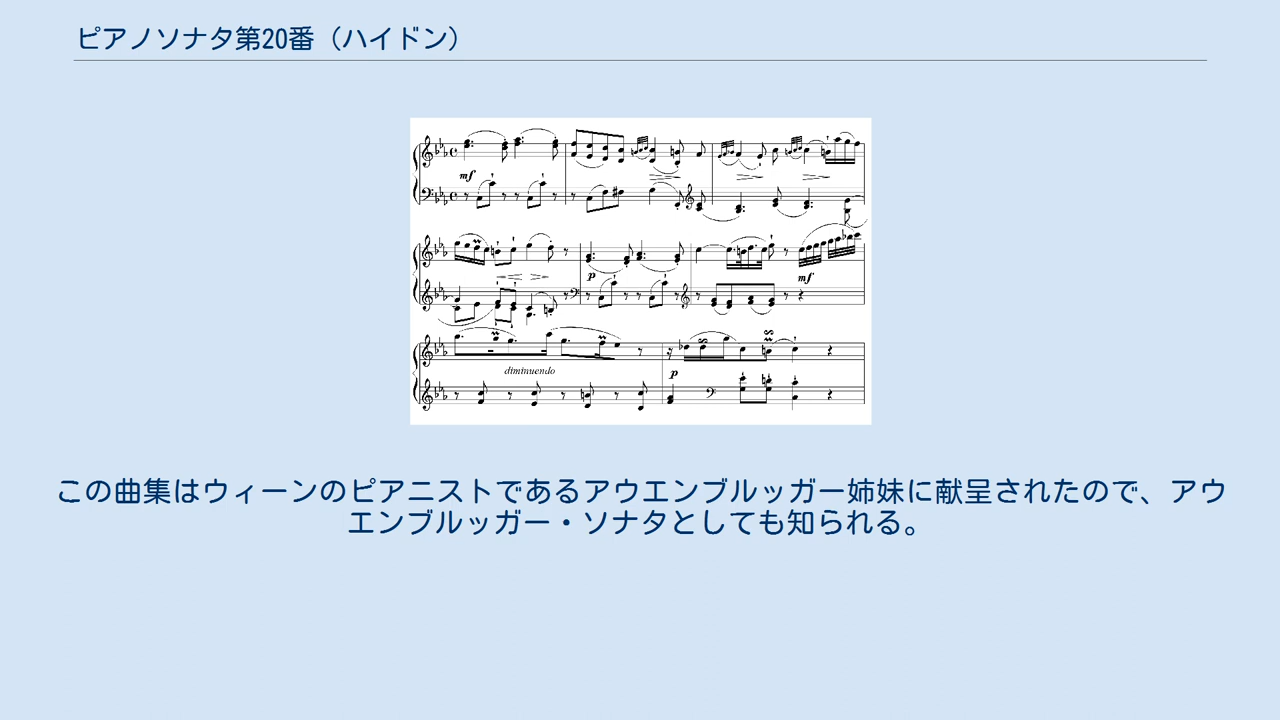 ピアノソナタ第20番（ハイドン）
mf
p
mf
diminuendo
p
この曲集はウィーンのピアニストであるアウエンブルッガー姉妹に献呈されたので、アウ
エンブルッガー・ソナタとしても知られる。